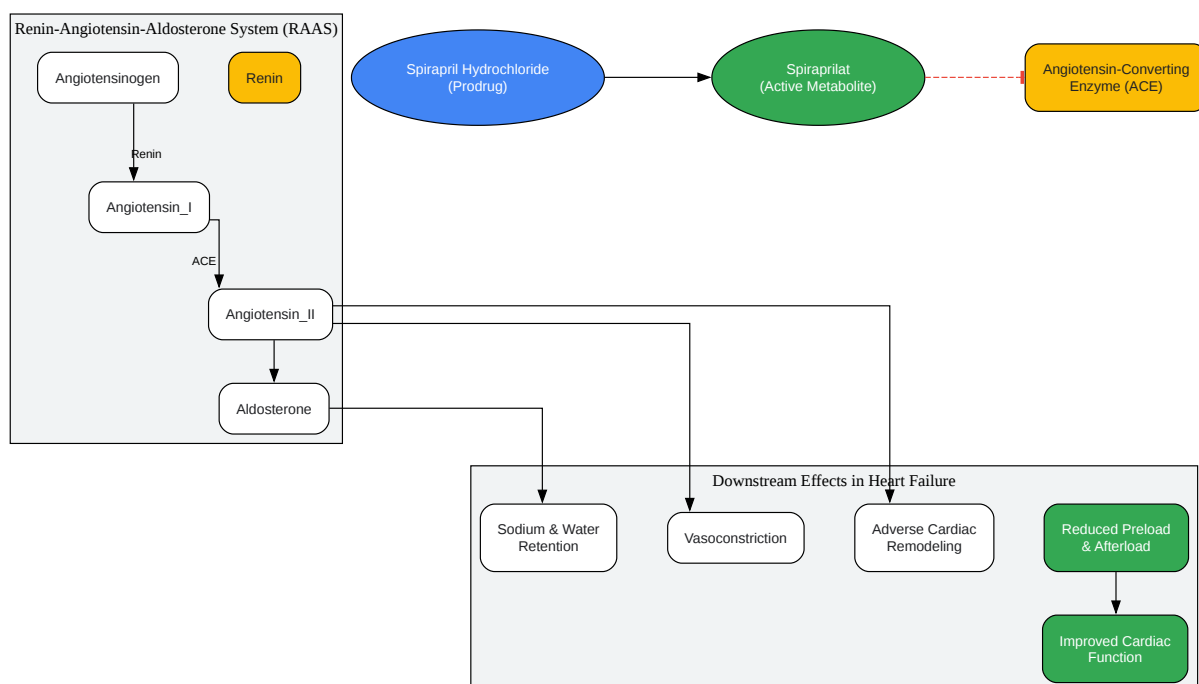 Renin-Angiotensin-Aldosterone System (RAAS)
Angiotensinogen
Renin
Spirapril Hydrochloride
(Prodrug)
Spiraprilat
(Active Metabolite)
Angiotensin-Converting
Enzyme (ACE)
Renin
Angiotensin_I
ACE
Angiotensin_II
Aldosterone
Downstream Effects in Heart Failure
Sodium & Water
Retention
Vasoconstriction
Adverse Cardiac
Remodeling
Reduced Preload
& Afterload
Improved Cardiac
Function